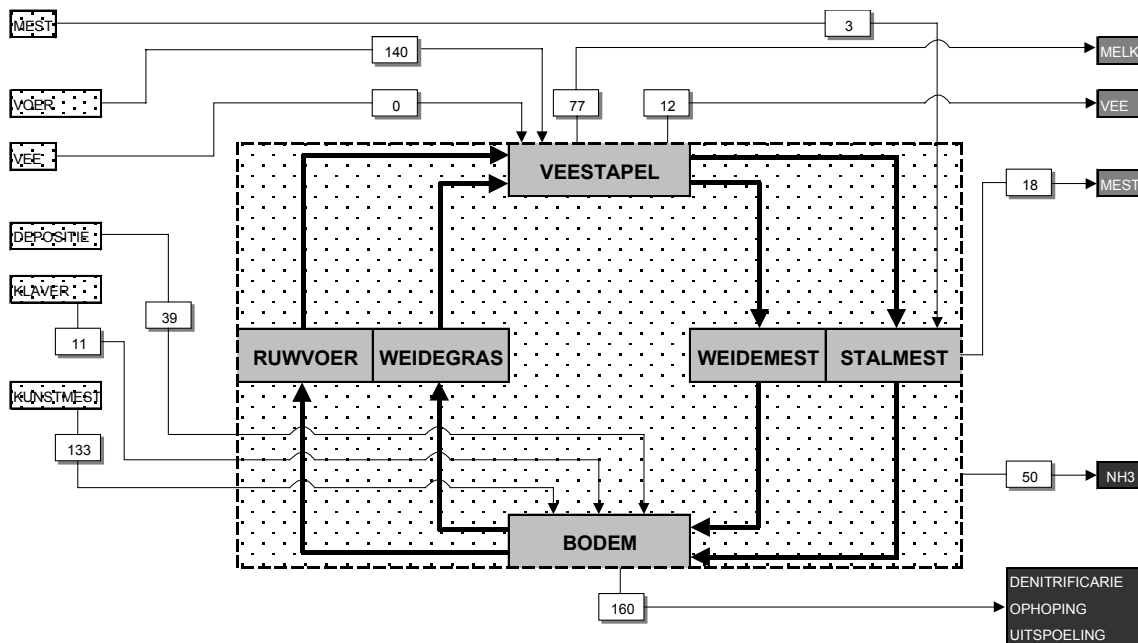 MEST
3
140
MELK
VOER
0
77
12
VEE
VEE
VEESTAPEL
18
MEST
DEPOSITIE
KLAVER
39
11
RUWVOER
WEIDEGRAS
WEIDEMEST
STALMEST
KUNSTMEST
133
50
NH3
BODEM
160
DENITRIFICARIE
OPHOPING
UITSPOELING